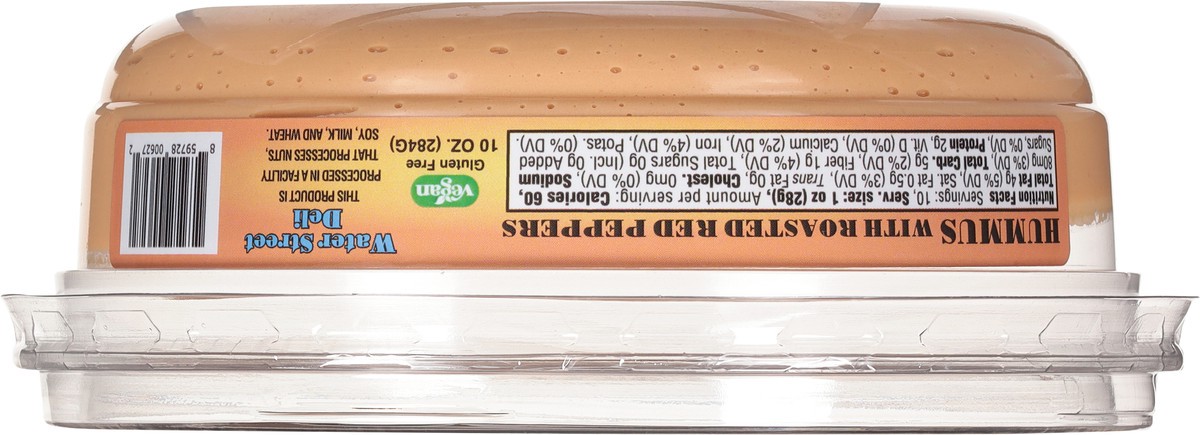 HUMMUS WITH ROASTED RED PEPPERS
Nutrition Facts Servings: 10, Serv. size: 1 oz (28g), Amount per serving: Calories 60,
Total Fat 4g (5% DV), Sat. Fat 0.5g (3% DV), Trans Fat 0g, Cholest. 0mg (0% DV), Sodium
80mg (3% DV), Total Carb. 5g (2% DV), Fiber 1g (4% DV), Total Sugars 0g (Incl. 0g Added
Sugars, 0% DV), Protein 2g, Vit. D (0% DV), Calcium (2% DV), Iron (4% DV), Potas. (0% DV).
vegan
Gluten Free
10 OZ. (284G)
Water Street
Deli
THIS PRODUCT IS
PROCESSED IN A FACILITY
THAT PROCESSES NUTS,
SOY, MILK, AND WHEAT.
8 59728 00627 2